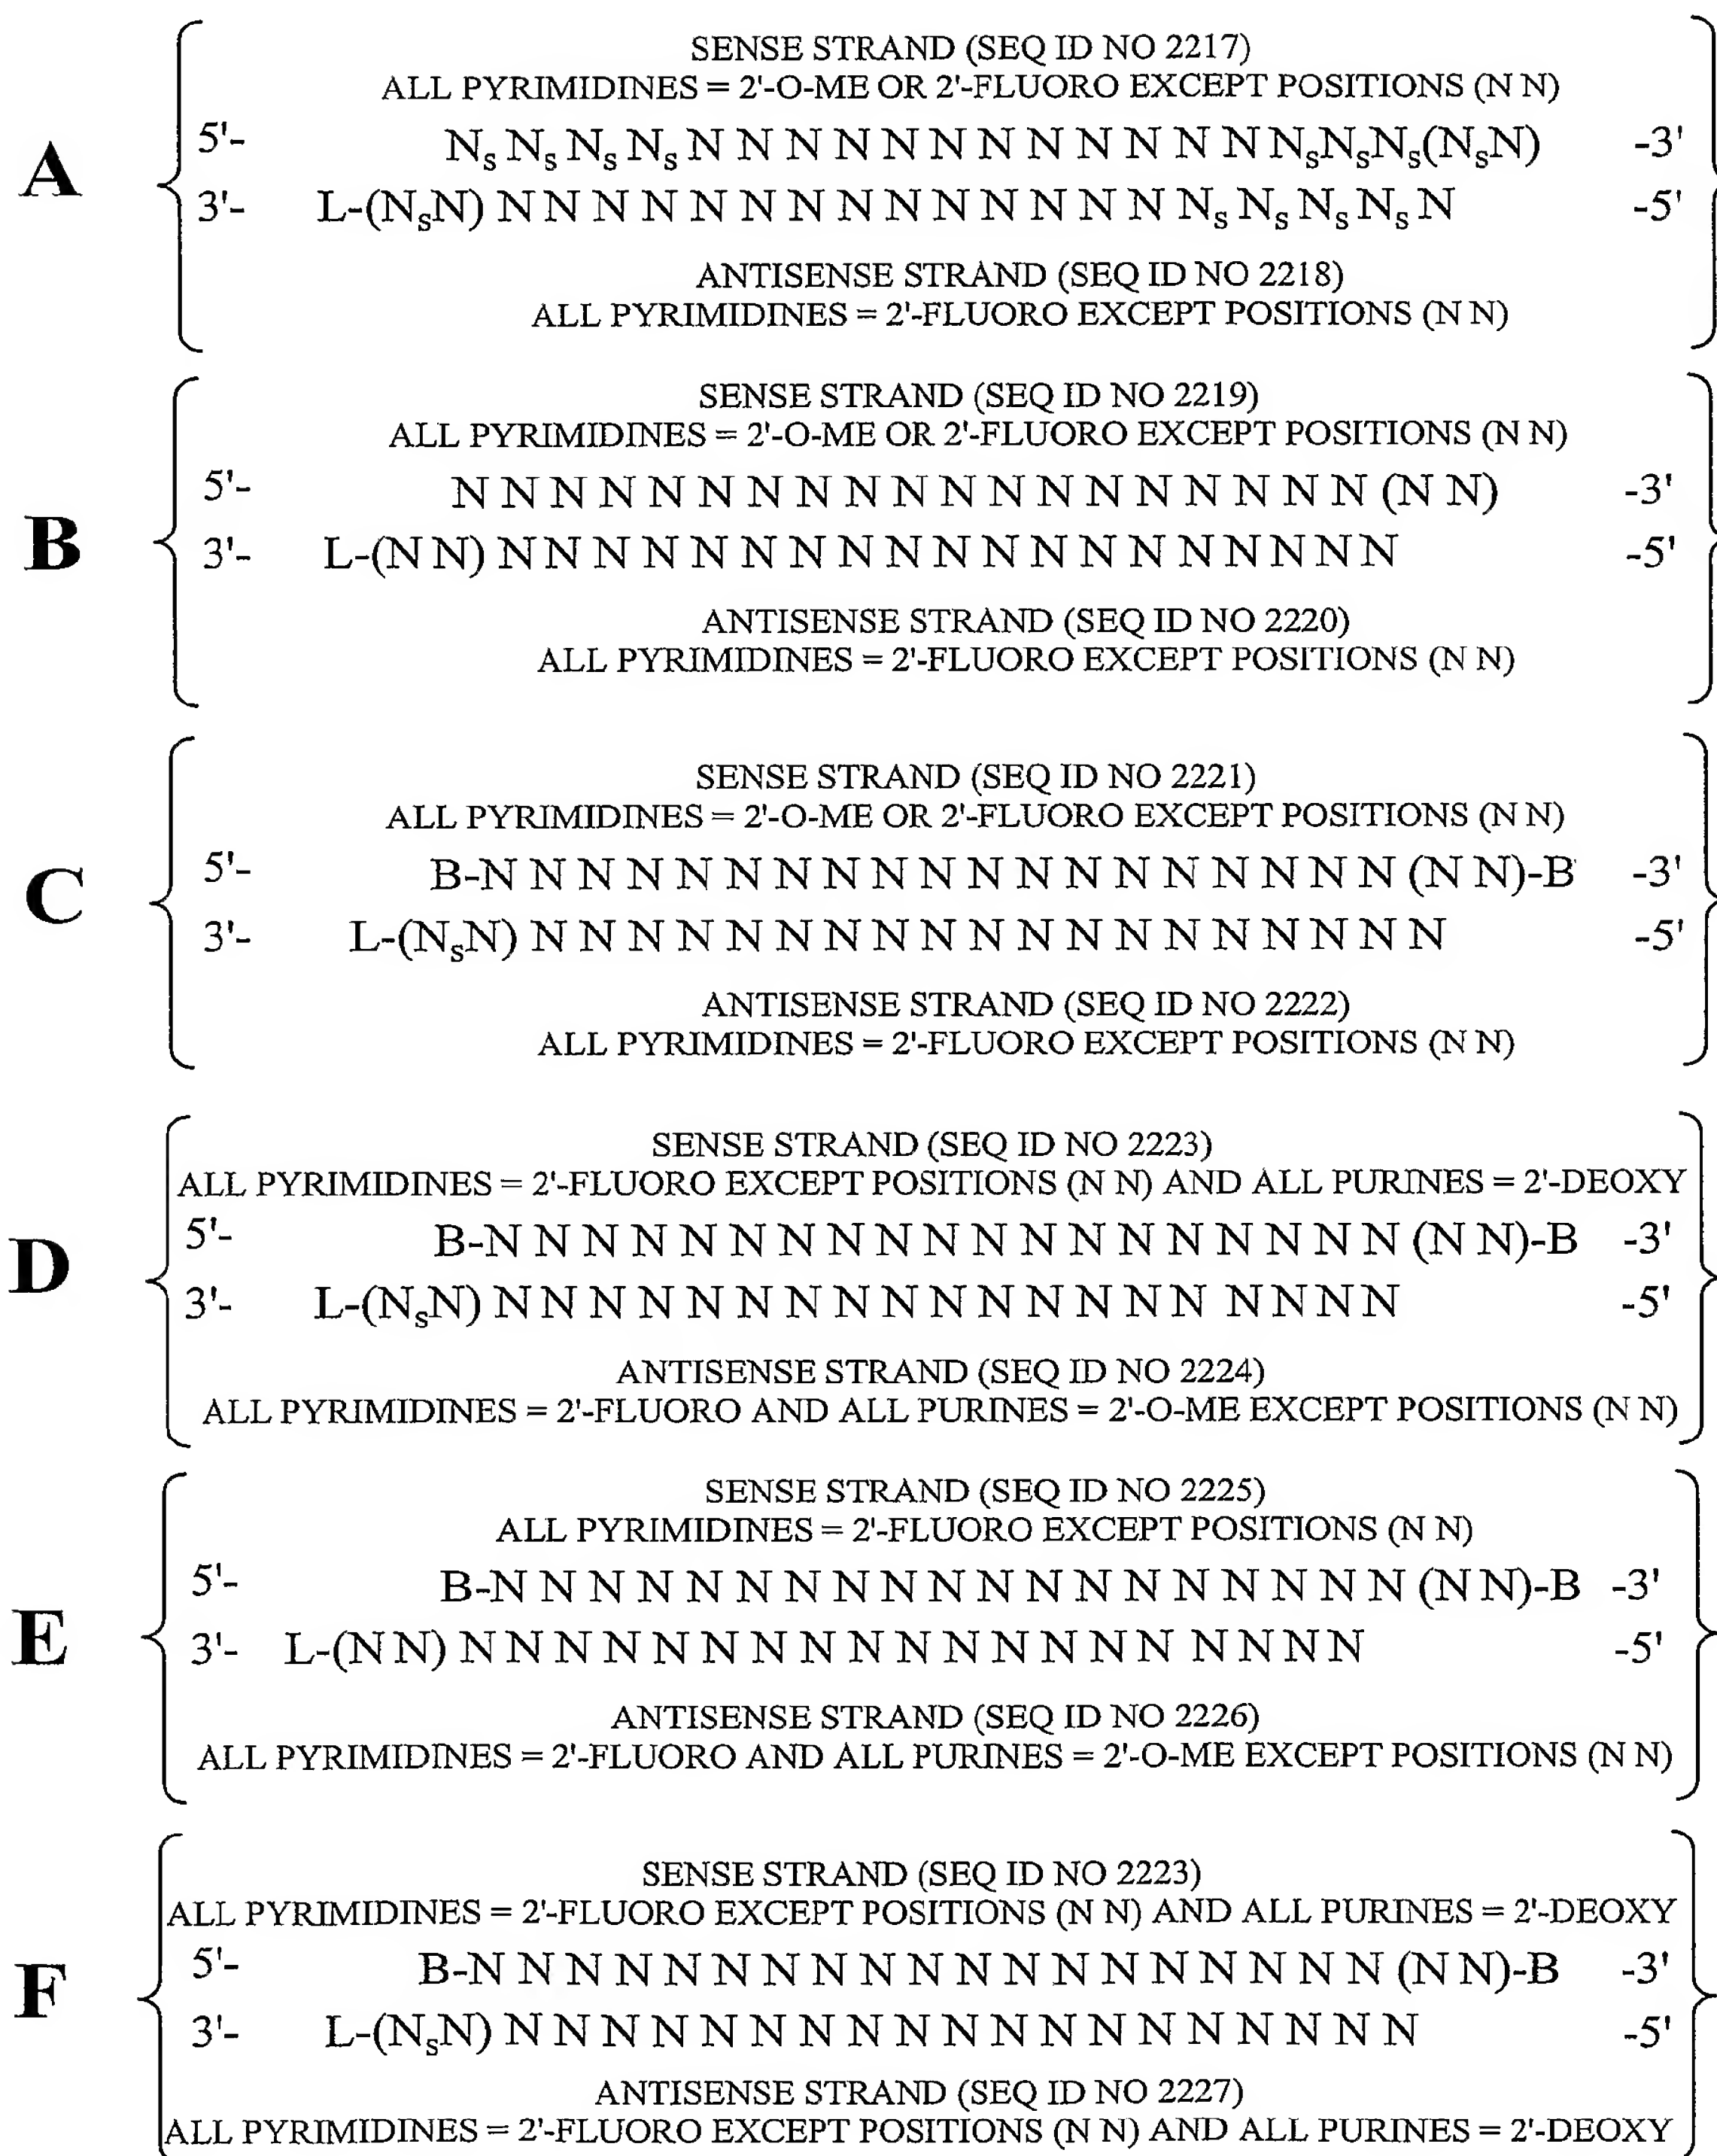 SENSE STRAND (SEQ ID NO 2217)
ALL PYRIMIDINES = 2'-O-ME OR 2'-FLUORO EXCEPT POSITIONS (N N)
A
5'- NsNsNsNsN N N N N N N N N N N N NsNsNs(NsN) -3'
3'- L-(NsN) N N N N N N N N N N N N N N NsNsNsNsN -5'
ANTISENSE STRAND (SEQ ID NO 2218)
ALL PYRIMIDINES = 2'-FLUORO EXCEPT POSITIONS (N N)
SENSE STRAND (SEQ ID NO 2219)
ALL PYRIMIDINES = 2'-O-ME OR 2'-FLUORO EXCEPT POSITIONS (N N)
B
5'- N N N N N N N N N N N N N N N N N N N (N N) -3'
3'- L-(N N) N N N N N N N N N N N N N N N N N N N -5'
ANTISENSE STRAND (SEQ ID NO 2220)
ALL PYRIMIDINES = 2'-FLUORO EXCEPT POSITIONS (N N)
SENSE STRAND (SEQ ID NO 2221)
ALL PYRIMIDINES = 2'-O-ME OR 2'-FLUORO EXCEPT POSITIONS (N N)
C
5'- B-N N N N N N N N N N N N N N N N N N N (N N)-B -3'
3'- L-(NsN) N N N N N N N N N N N N N N N N N N N -5'
ANTISENSE STRAND (SEQ ID NO 2222)
ALL PYRIMIDINES = 2'-FLUORO EXCEPT POSITIONS (N N)
SENSE STRAND (SEQ ID NO 2223)
ALL PYRIMIDINES = 2'-FLUORO EXCEPT POSITIONS (N N) AND ALL PURINES = 2'-DEOXY
D
5'- B-N N N N N N N N N N N N N N N N N N N (N N)-B -3'
3'- L-(NsN) N N N N N N N N N N N N N N N N N N N -5'
ANTISENSE STRAND (SEQ ID NO 2224)
ALL PYRIMIDINES = 2'-FLUORO AND ALL PURINES = 2'-O-ME EXCEPT POSITIONS (N N)
SENSE STRAND (SEQ ID NO 2225)
ALL PYRIMIDINES = 2'-FLUORO EXCEPT POSITIONS (N N)
E
5'- B-N N N N N N N N N N N N N N N N N N N (N N)-B -3'
3'- L-(N N) N N N N N N N N N N N N N N N N N N N -5'
ANTISENSE STRAND (SEQ ID NO 2226)
ALL PYRIMIDINES = 2'-FLUORO AND ALL PURINES = 2'-O-ME EXCEPT POSITIONS (N N)
SENSE STRAND (SEQ ID NO 2223)
ALL PYRIMIDINES = 2'-FLUORO EXCEPT POSITIONS (N N) AND ALL PURINES = 2'-DEOXY
F
5'- B-N N N N N N N N N N N N N N N N N N N (N N)-B -3'
3'- L-(NsN) N N N N N N N N N N N N N N N N N N N -5'
ANTISENSE STRAND (SEQ ID NO 2227)
ALL PYRIMIDINES = 2'-FLUORO EXCEPT POSITIONS (N N) AND ALL PURINES = 2'-DEOXY